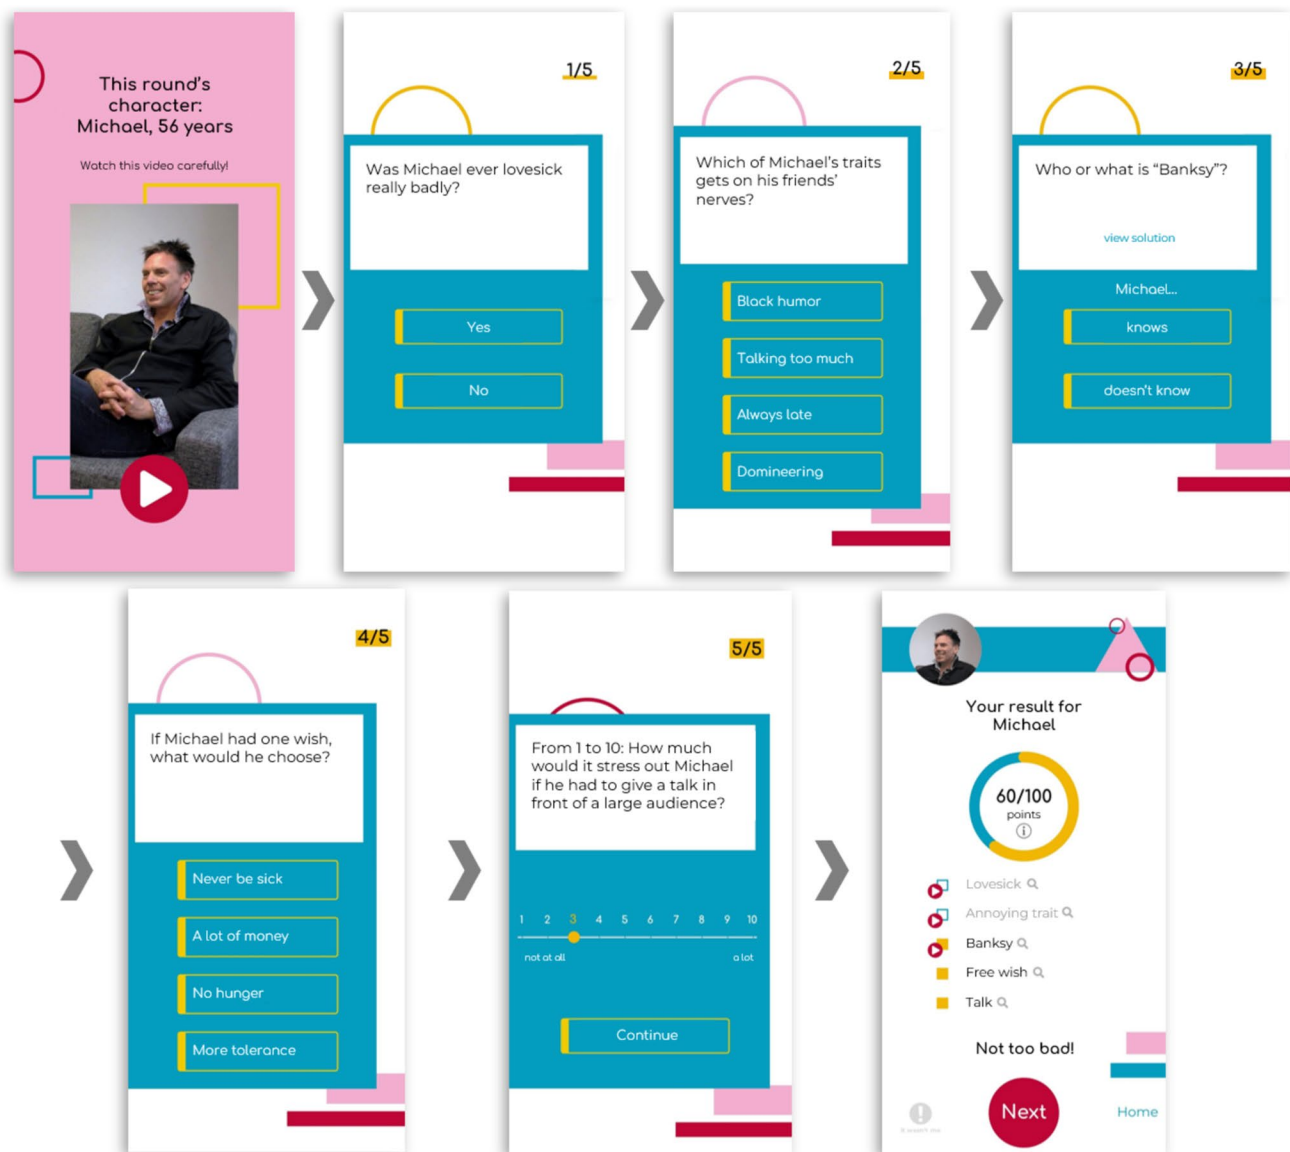 This round's
character:
Michael, 56 years
Watch this video carefully!
1/5
Was Michael ever lovesick
really badly?
Yes
No
2/5
Which of Michael's traits
gets on his friends'
nerves?
Black humor
Talking too much
Always late
Domineering
3/5
Who or what is “Banksy”?
view solution
Michael...
knows
doesn't know
4/5
If Michael had one wish,
what would he choose?
Never be sick
A lot of money
No hunger
More tolerance
5/5
From 1 to 10: How much
would it stress out Michael
if he had to give a talk in
front of a large audience?
1 2 3 4 5 6 7 8 9 10
not at all a lot
Continue
Your result for
Michael
60/100
points
Lovesick
Annoying trait
Banksy
Free wish
Talk
Not too bad!
Next
Home